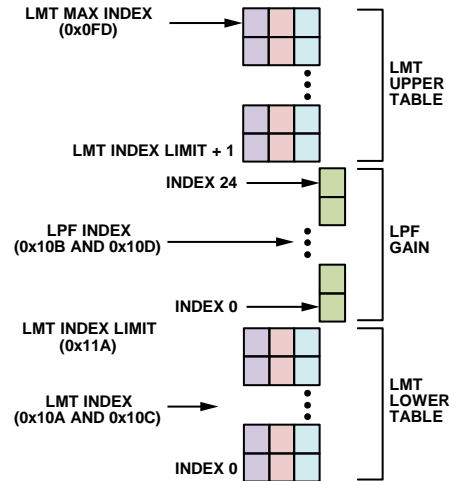 LMT MAX INDEX
(0x0FD)
LMT
UPPER
TABLE
LMT INDEX LIMIT + 1
INDEX 24
LPF INDEX
(0x10B AND 0x10D)
LPF
GAIN
INDEX 0
LMT INDEX LIMIT
(0x11A)
LMT INDEX
(0x10A AND 0x10C)
LMT
LOWER
TABLE
INDEX 0